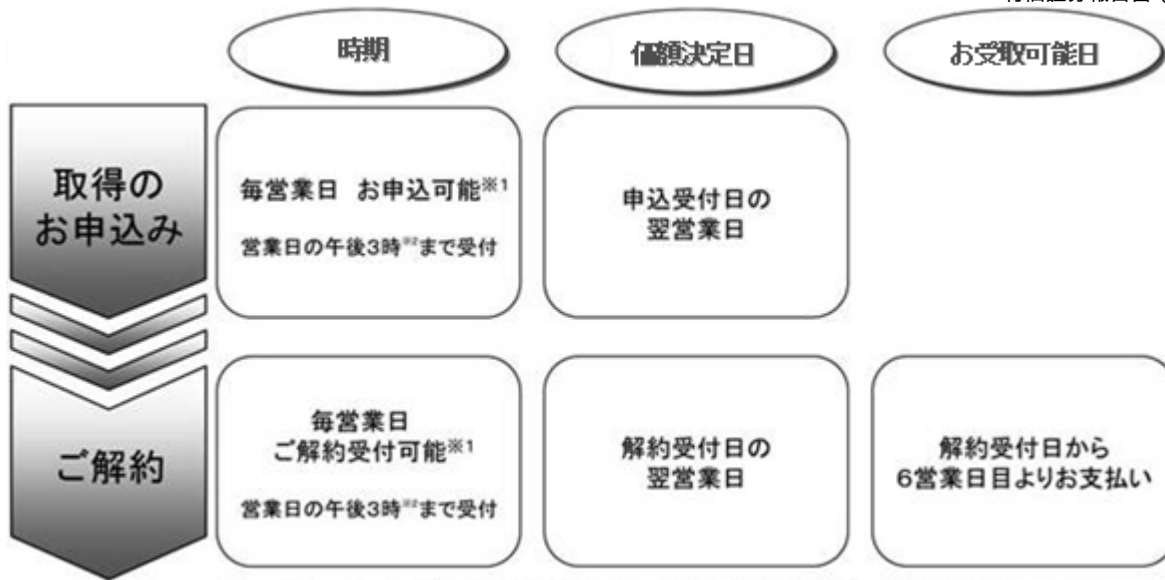 時期
価額決定日
お受取可能日
取得の
お申込み
毎営業日 お申込可能※1
営業日の午後3時※2まで受付
申込受付日の
翌営業日
ご解約
毎営業日
ご解約受付可能※1
営業日の午後3時※2まで受付
解約受付日の
翌営業日
解約受付日から
6営業日目よりお支払い